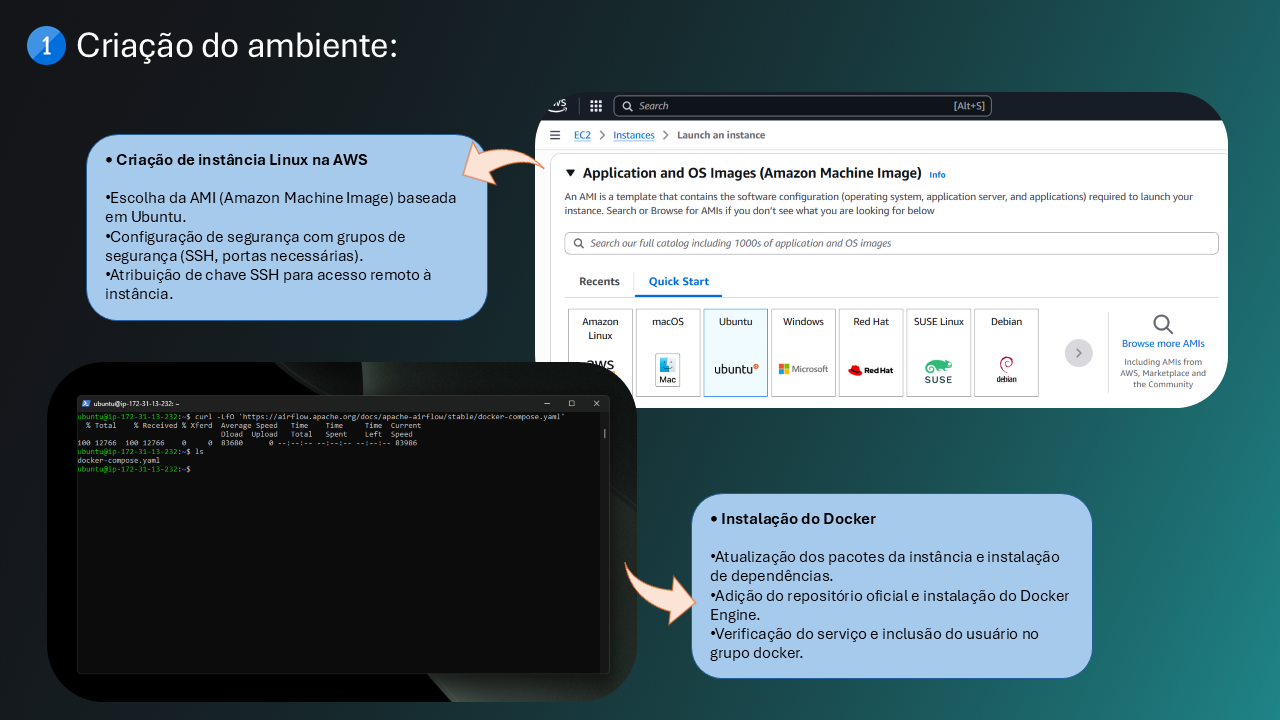 1 Criação do ambiente:
• Criação de instância Linux na AWS
•Escolha da AMI (Amazon Machine Image) baseada
em Ubuntu.
•Configuração de segurança com grupos de
segurança (SSH, portas necessárias).
•Atribuição de chave SSH para acesso remoto à
instância.
aws
Search [Alt+S]
EC2 > Instances > Launch an instance
▼ Application and OS Images (Amazon Machine Image) Info
An AMI is a template that contains the software configuration (operating system, application server, and applications) required to launch your
instance. Search or Browse for AMIs if you don't see what you are looking for below
Search our full catalog including 1000s of application and OS images
Recents Quick Start
Amazon
Linux
aws
macOS
Mac
Ubuntu
ubuntu
Windows
Microsoft
Red Hat
Red Hat
SUSE Linux
SUSE
Debian
debian
Browse more AMIs
Including AMIs from
AWS, Marketplace and
the Community
ubuntu@ip-172-31-13-232: ~
ubuntu@ip-172-31-13-232:~$ curl -LfO 'https://airflow.apache.org/docs/apache-airflow/stable/docker-compose.yaml'
% Total % Received % Xferd Average Speed Time Time Time Current
Dload Upload Total Spent Left Speed
100 12766 100 12766 0 0 83680 0 --:--:-- --:--:-- --:--:-- 83986
ubuntu@ip-172-31-13-232:~$ ls
docker-compose.yaml
ubuntu@ip-172-31-13-232:~$
• Instalação do Docker
•Atualização dos pacotes da instância e instalação
de dependências.
•Adição do repositório oficial e instalação do Docker
Engine.
•Verificação do serviço e inclusão do usuário no
grupo docker.